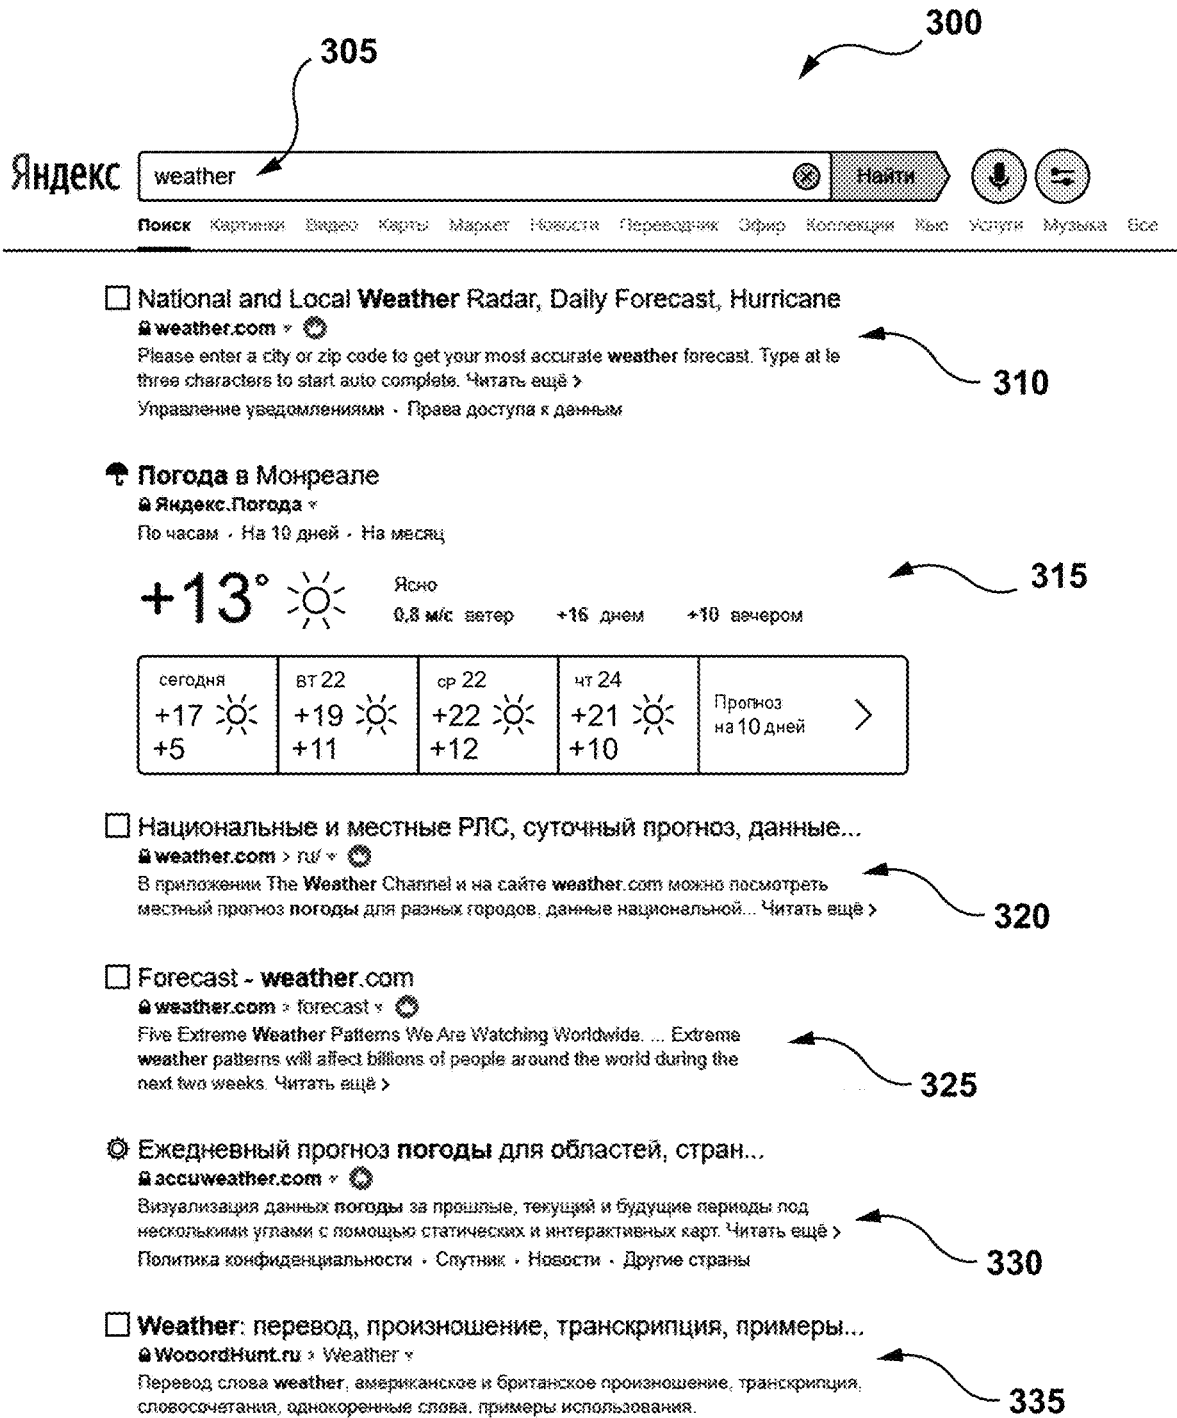 300
305
Яндекс weather Найти
Поиск Картинки Видео Карты Маркет Новости Переводчик Эфир Коллекции Кью Услуги Музыка Все
National and Local Weather Radar, Daily Forecast, Hurricane
weather.com
Please enter a city or zip code to get your most accurate weather forecast. Type at le
three characters to start auto complete. Читать ещё >
310
Управление уведомлениями · Права доступа к данным
Погода в Монреале
Яндекс.Погода
По часам · На 10 дней · На месяц
+13° Ясно
315
0,8 м/с ветер +16 днем +10 вечером
сегодня вт 22 ср 22 чт 24
+17 +19 +22 +21 Прогноз
+5 +11 +12 +10 на 10 дней
Национальные и местные РЛС, суточный прогноз, данные...
weather.com > ru/
В приложении The Weather Channel и на сайте weather.com можно посмотреть
местный прогноз погоды для разных городов, данные национальной... Читать ещё >
320
Forecast - weather.com
weather.com > forecast
Five Extreme Weather Patterns We Are Watching Worldwide. ... Extreme
weather patterns will affect billions of people around the world during the
next two weeks. Читать ещё >
325
Ежедневный прогноз погоды для областей, стран...
accuweather.com
Визуализация данных погоды за прошлые, текущий и будущие периоды под
несколькими углами с помощью статических и интерактивных карт. Читать ещё >
Политика конфиденциальности · Спутник · Новости · Другие страны
330
Weather: перевод, произношение, транскрипция, примеры...
WooordHunt.ru > Weather
Перевод слова weather, американское и британское произношение, транскрипция,
словосочетания, однокоренные слова, примеры использования.
335